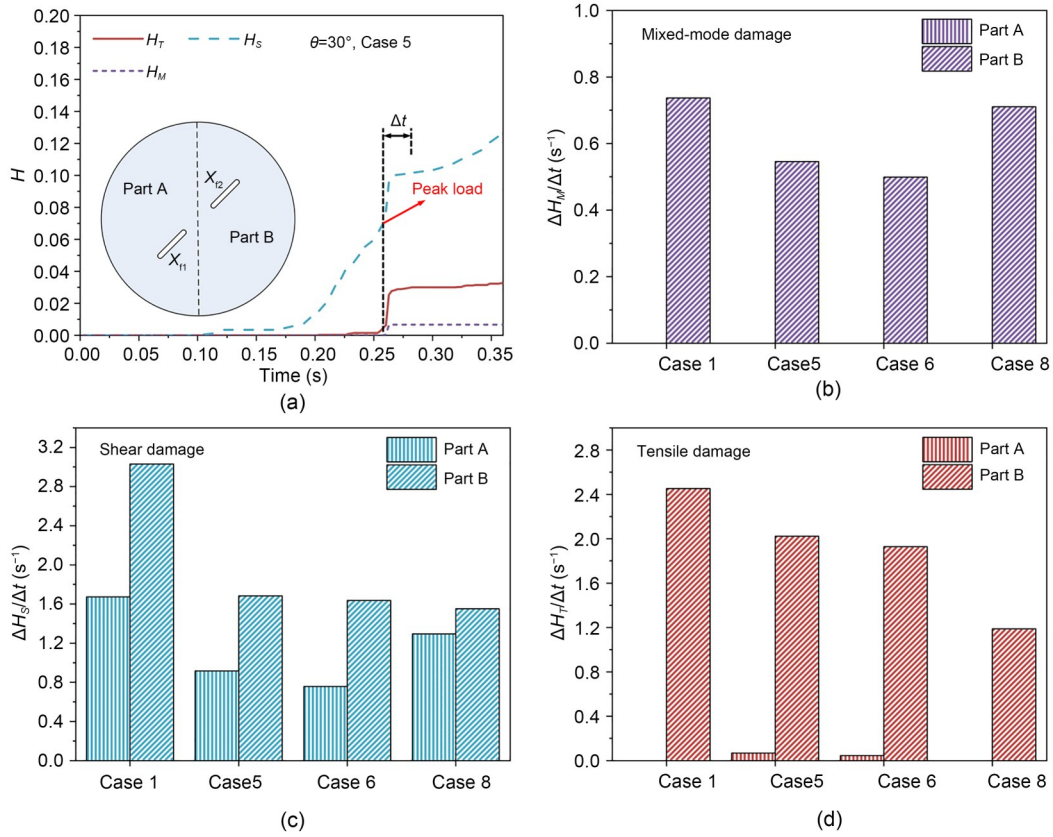 0.20
0.18
0.16
0.14
0.12
0.10
0.08
0.06
0.04
0.02
0.00
H
H_T
H_S
H_M
θ=30°, Case 5
Δt
Peak load
Part A
Part B
X_f2
X_f1
0.00 0.05 0.10 0.15 0.20 0.25 0.30 0.35
Time (s)
(a)
1.0
0.8
0.6
0.4
0.2
0.0
ΔH_M/Δt (s⁻¹)
Mixed-mode damage
Part A
Part B
Case 1 Case5 Case 6 Case 8
(b)
3.2
2.8
2.4
2.0
1.6
1.2
0.8
0.4
0.0
ΔH_S/Δt (s⁻¹)
Shear damage
Part A
Part B
Case 1 Case5 Case 6 Case 8
(c)
2.8
2.4
2.0
1.6
1.2
0.8
0.4
0.0
ΔH_T/Δt (s⁻¹)
Tensile damage
Part A
Part B
Case 1 Case5 Case 6 Case 8
(d)